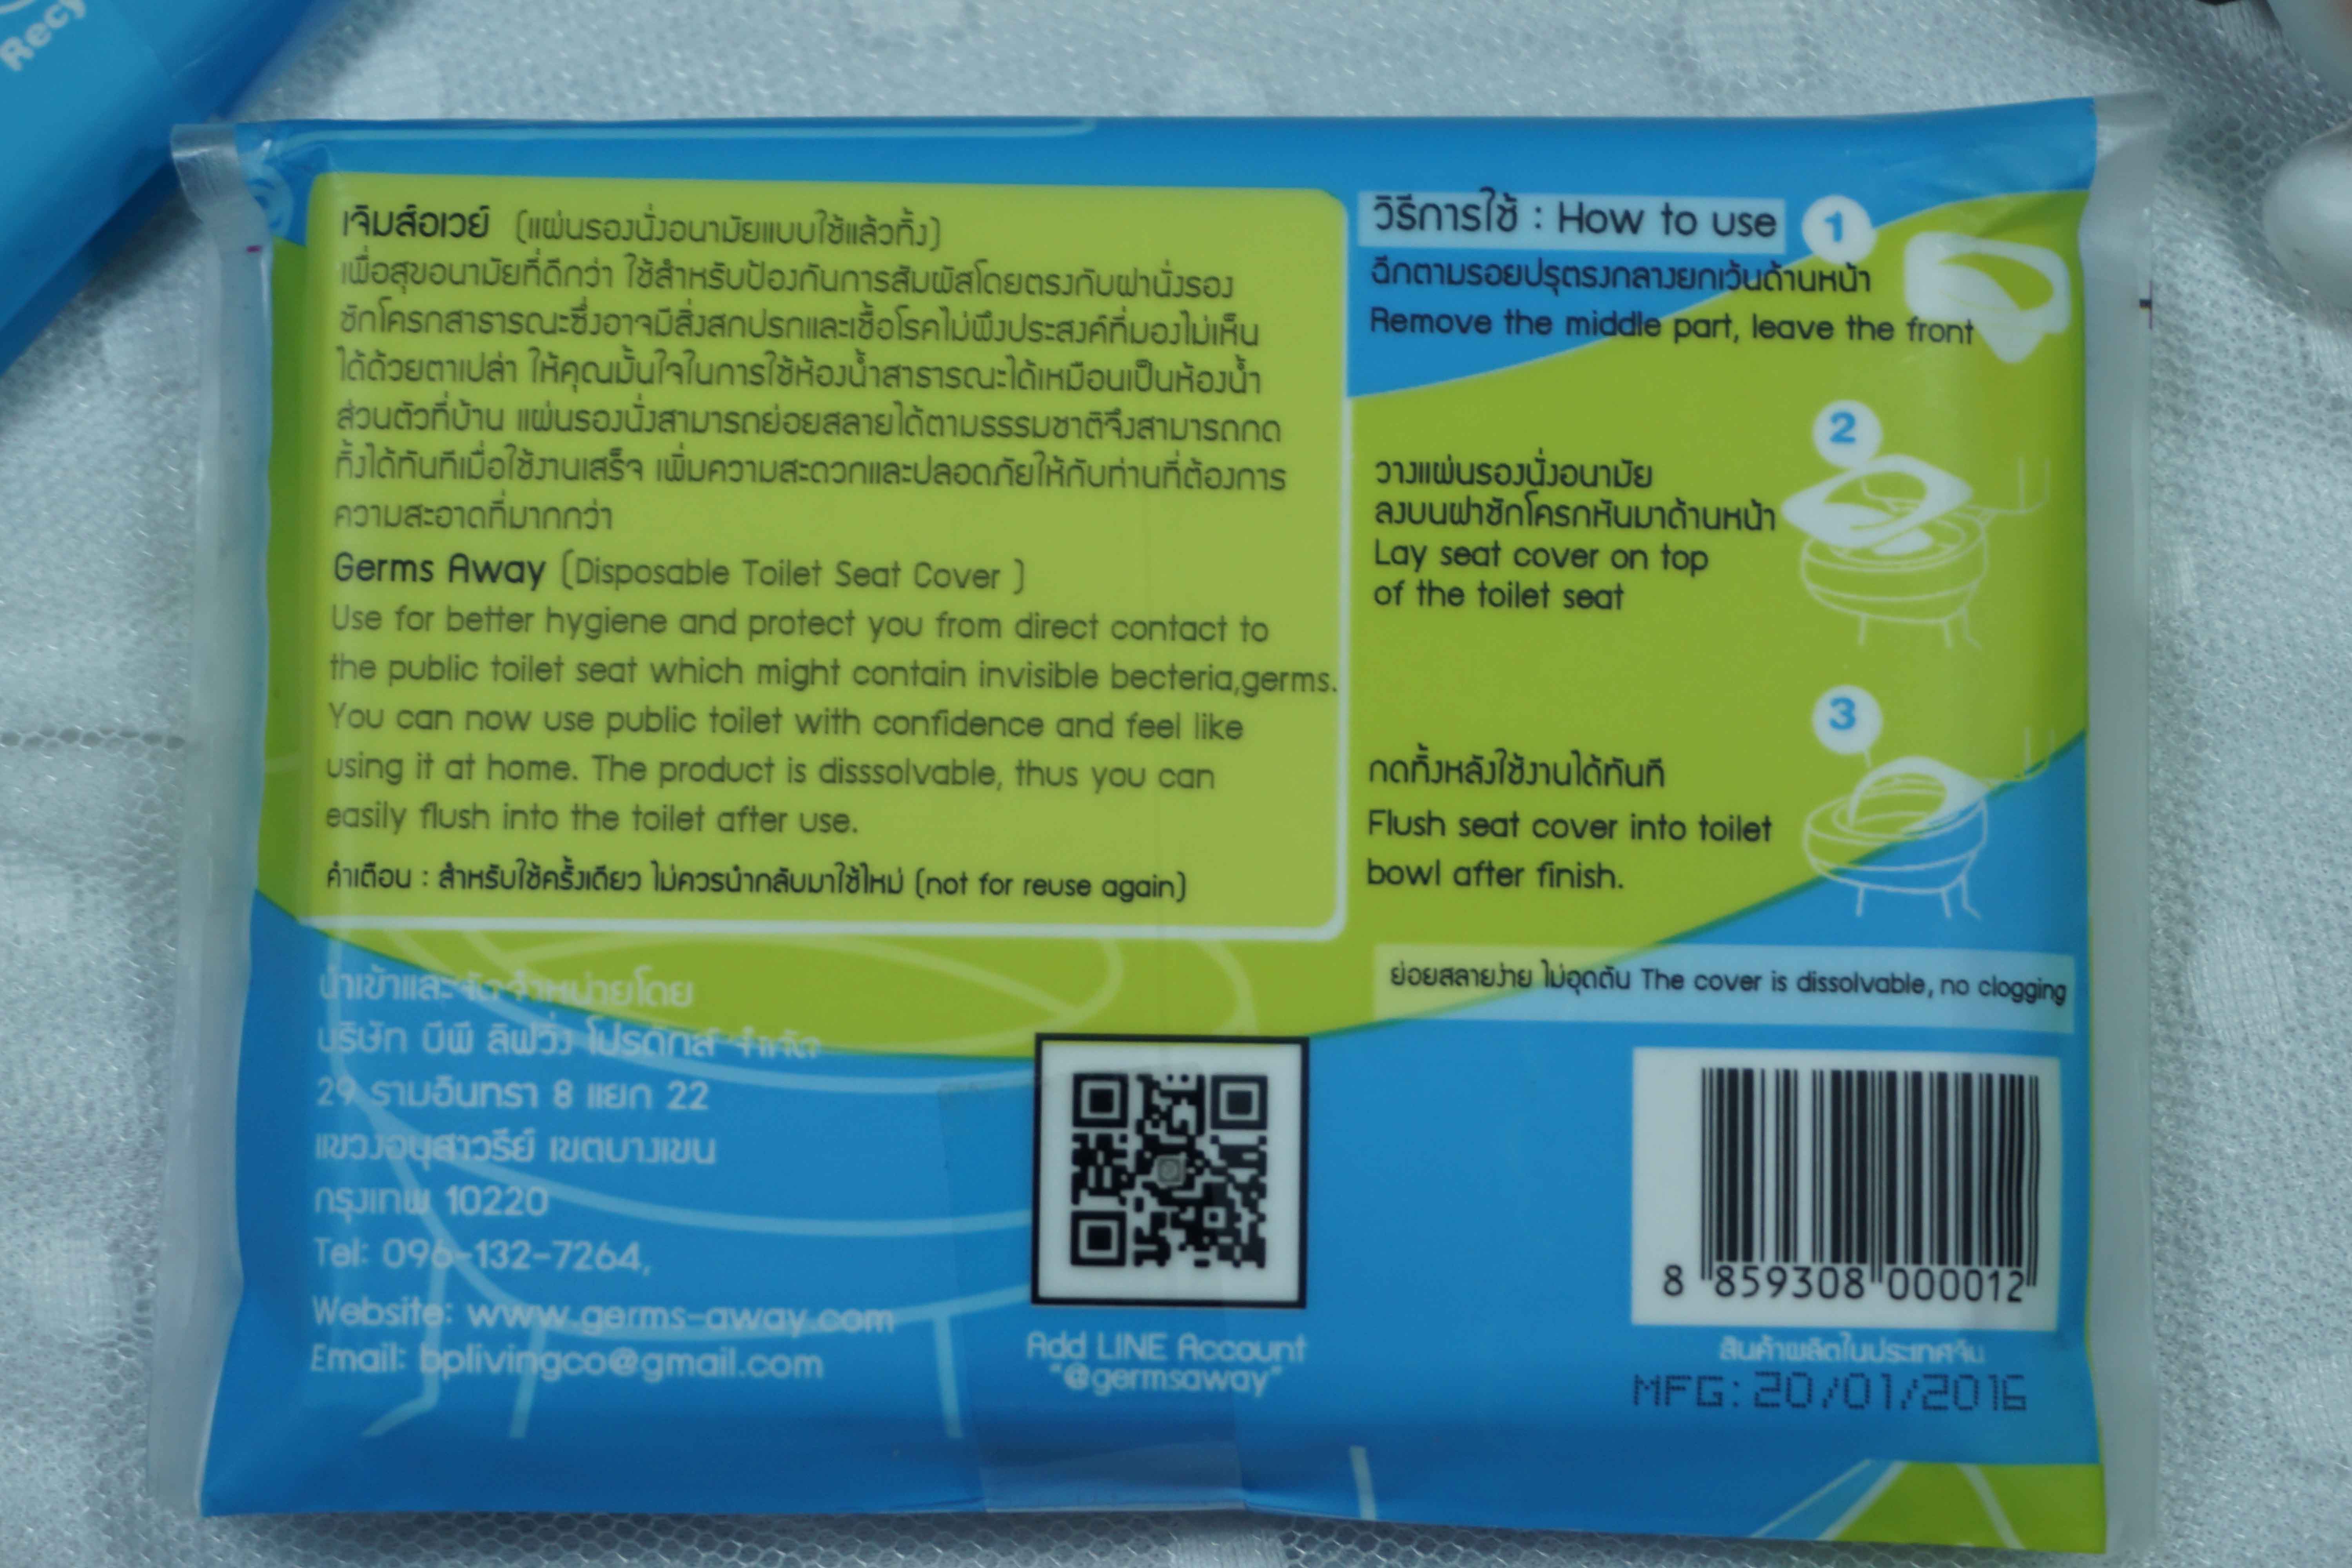 Recy
เจิมส์อเวย์ (แผ่นรองนั่งอนามัยแบบใช้แล้วทิ้ง)
เพื่อสุขอนามัยที่ดีกว่า ใช้สำหรับป้องกันการสัมผัสโดยตรงกับฝานั่งรอง
ชักโครกสาธารณะซึ่งอาจมีสิ่งสกปรกและเชื้อโรคไม่พึงประสงค์ที่มองไม่เห็น
ได้ด้วยตาเปล่า ให้คุณมั่นใจในการใช้ห้องน้ำสาธารณะได้เหมือนเป็นห้องน้ำ
ส่วนตัวที่บ้าน แผ่นรองนั่งสามารถย่อยสลายได้ตามธรรมชาติจึงสามารถกด
ทิ้งได้ทันทีเมื่อใช้งานเสร็จ เพิ่มความสะดวกและปลอดภัยให้กับท่านที่ต้องการ
ความสะอาดที่มากกว่า
Germs Away (Disposable Toilet Seat Cover )
Use for better hygiene and protect you from direct contact to
the public toilet seat which might contain invisible becteria,germs.
You can now use public toilet with confidence and feel like
using it at home. The product is disssolvable, thus you can
easily flush into the toilet after use.
คำเตือน : สำหรับใช้ครั้งเดียว ไม่ควรนำกลับมาใช้ใหม่ (not for reuse again)
วิธีการใช้ : How to use 1
ฉีกตามรอยปรุตรงกลางยกเว้นด้านหน้า
Remove the middle part, leave the front
2
วางแผ่นรองนั่งอนามัย
ลงบนฝาชักโครกหันมาด้านหน้า
Lay seat cover on top
of the toilet seat
3
กดทิ้งหลังใช้งานได้ทันที
Flush seat cover into toilet
bowl after finish.
ย่อยสลายง่าย ไม่อุดตัน The cover is dissolvable, no clogging
นำเข้าและจัดจำหน่ายโดย
บริษัท บีพี ลิฟวิ่ง โปรดักส์ จำกัด
29 รามอินทรา 8 แยก 22
แขวงอนุสาวรีย์ เขตบางเขน
กรุงเทพ 10220
Tel: 096-132-7264,
Website: www.germs-away.com
Email: bplivingco@gmail.com
Add LINE Account
"@germsaway"
8 859308 000012
สินค้าผลิตในประเทศจีน
MFG: 20/01/2016